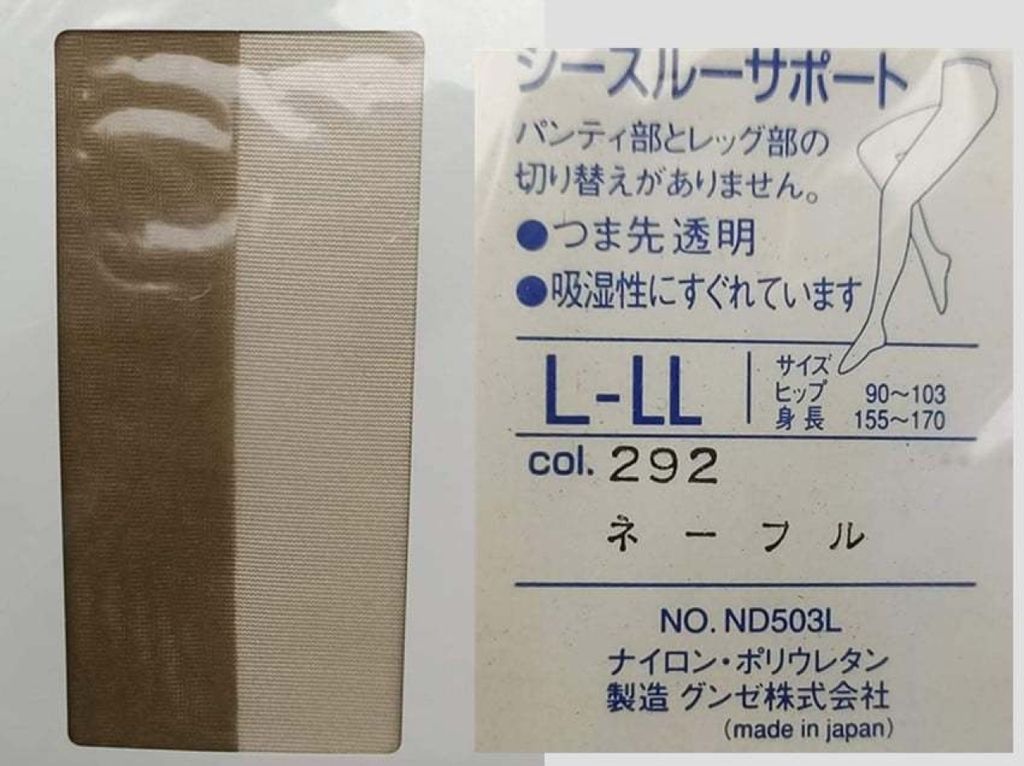 シースルーサポート
パンティ部とレッグ部の
切り替えがありません。
●つま先透明
●吸湿性にすぐれています
L-LL
サイズ
ヒップ 90～103
身長 155～170
col. 292
ネーフル
NO. ND503L
ナイロン・ポリウレタン
製造 グンゼ株式会社
(made in japan)